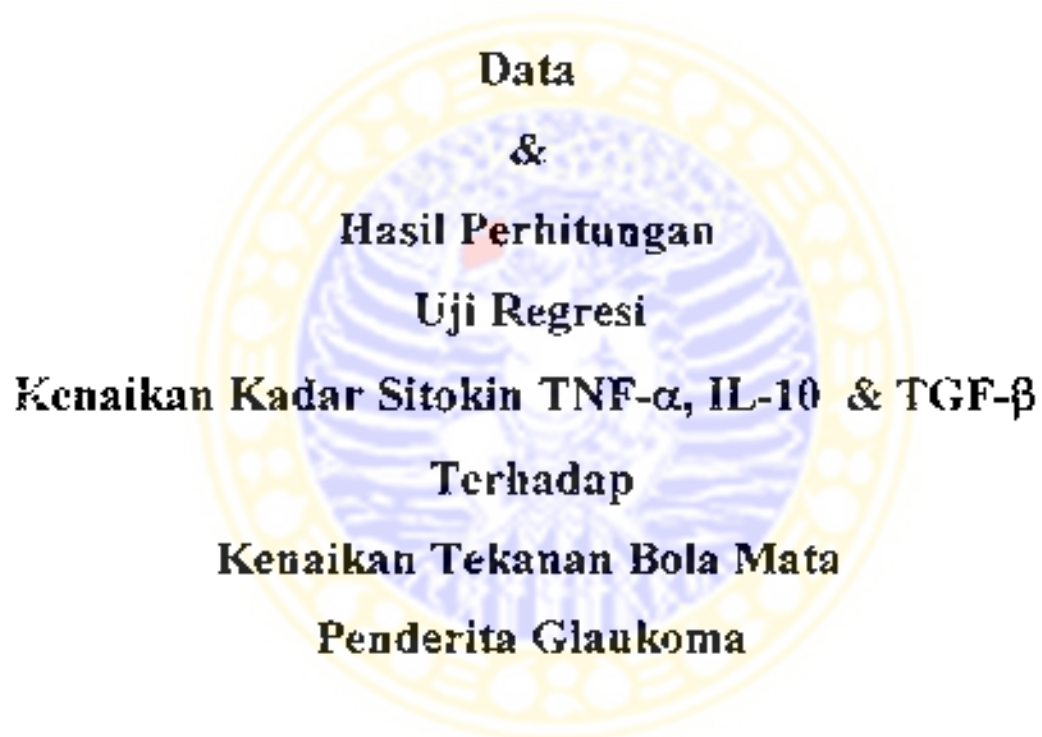 Data
&
Hasil Perhitungan
Uji Regresi
Kenaikan Kadar Sitokin TNF-α, IL-10 & TGF-β
Terhadap
Kenaikan Tekanan Bola Mata
Penderita Glaukoma